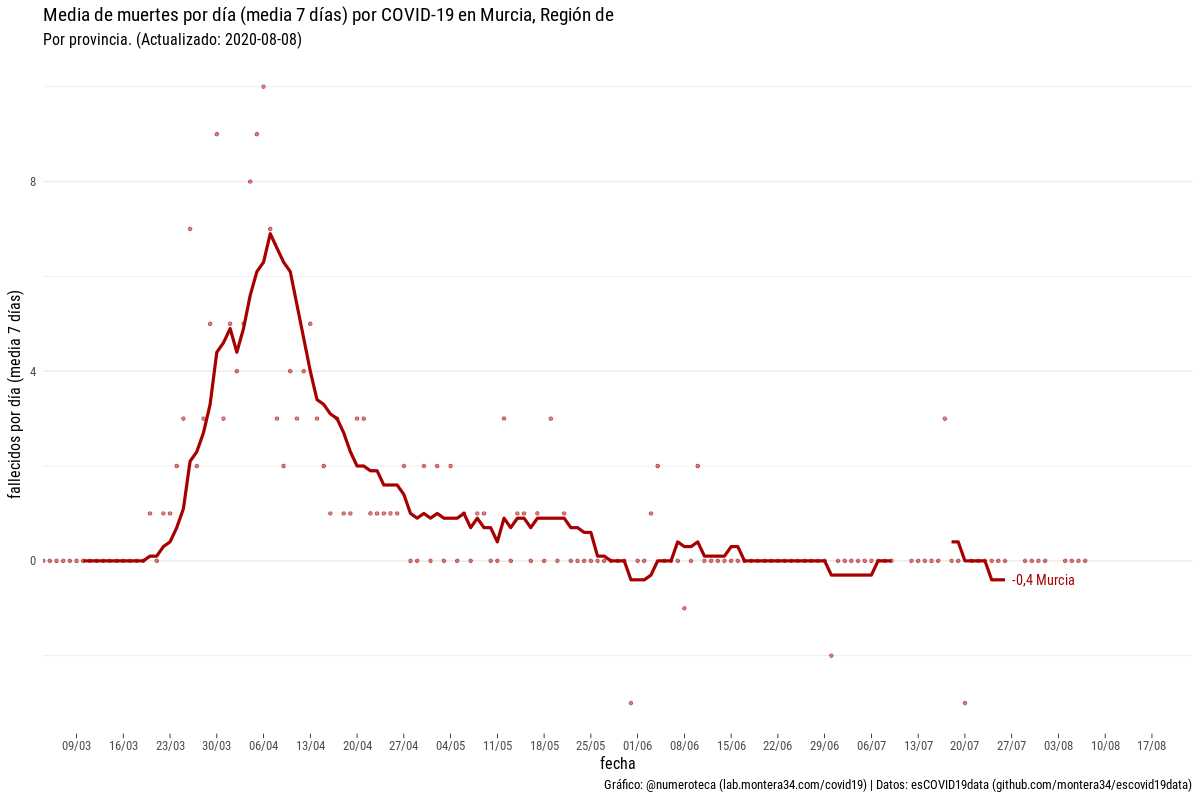 Media de muertes por día (media 7 días) por COVID-19 en Murcia, Región de
Por provincia. (Actualizado: 2020-08-08)
fallecidos por día (media 7 días)
8
4
0
-0,4 Murcia
09/03 16/03 23/03 30/03 06/04 13/04 20/04 27/04 04/05 11/05 18/05 25/05 01/06 08/06 15/06 22/06 29/06 06/07 13/07 20/07 27/07 03/08 10/08 17/08
fecha
Gráfico: @numeroteca (lab.montera34.com/covid19) | Datos: esCOVID19data (github.com/montera34/escovid19data)